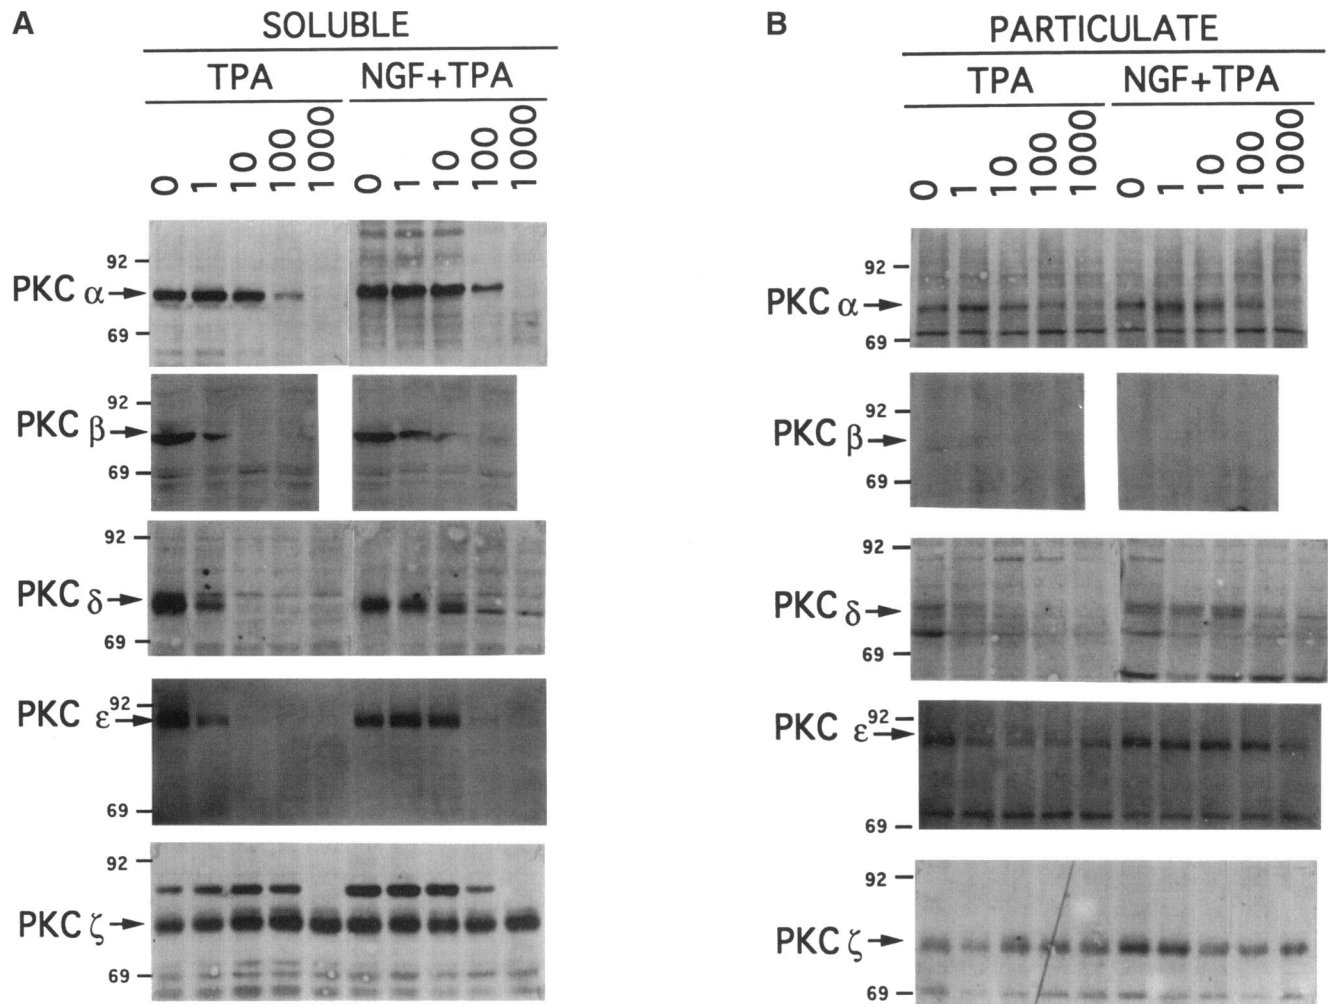 A
SOLUBLE
TPA NGF+TPA
0 1 10 100 1000 0 1 10 100 1000
92
PKC α
69
92
PKC β
69
92
PKC δ
69
92
PKC ε
69
92
PKC ζ
69
B
PARTICULATE
TPA NGF+TPA
0 1 10 100 1000 0 1 10 100 1000
92
PKC α
69
92
PKC β
69
92
PKC δ
69
92
PKC ε
69
92
PKC ζ
69